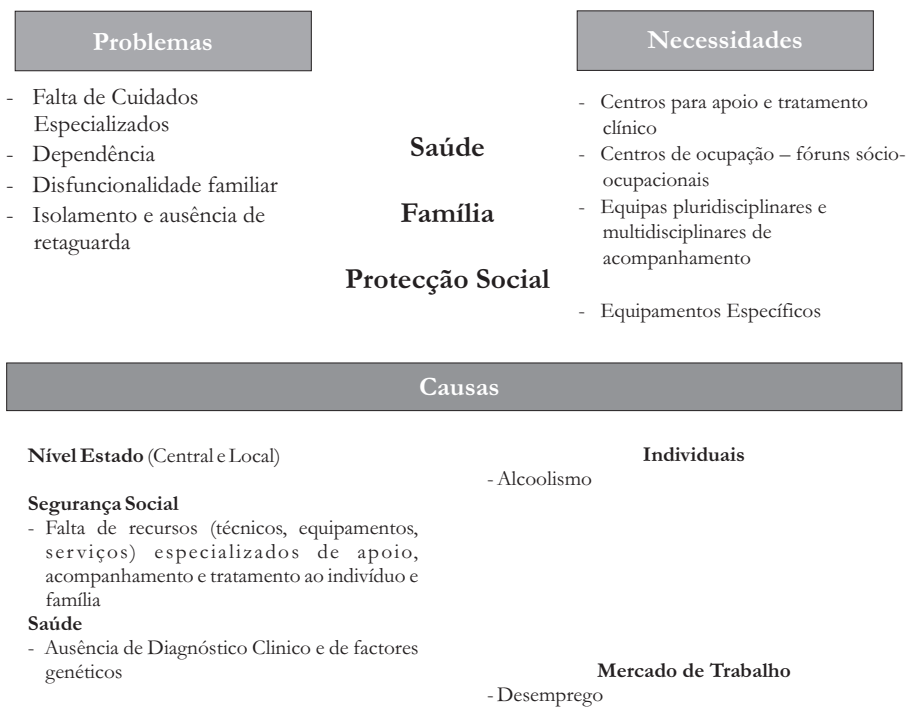 Problemas
- Falta de Cuidados
Especializados
- Dependência
- Disfuncionalidade familiar
- Isolamento e ausência de
retaguarda
Saúde
Família
Protecção Social
Necessidades
- Centros para apoio e tratamento
clínico
- Centros de ocupação – fóruns sócio-
ocupacionais
- Equipas pluridisciplinares e
multidisciplinares de
acompanhamento
- Equipamentos Específicos
Causas
Nível Estado (Central e Local)
Segurança Social
- Falta de recursos (técnicos, equipamentos,
serviços) especializados de apoio,
acompanhamento e tratamento ao indivíduo e
família
Saúde
- Ausência de Diagnóstico Clinico e de factores
genéticos
Individuais
- Alcoolismo
Mercado de Trabalho
- Desemprego